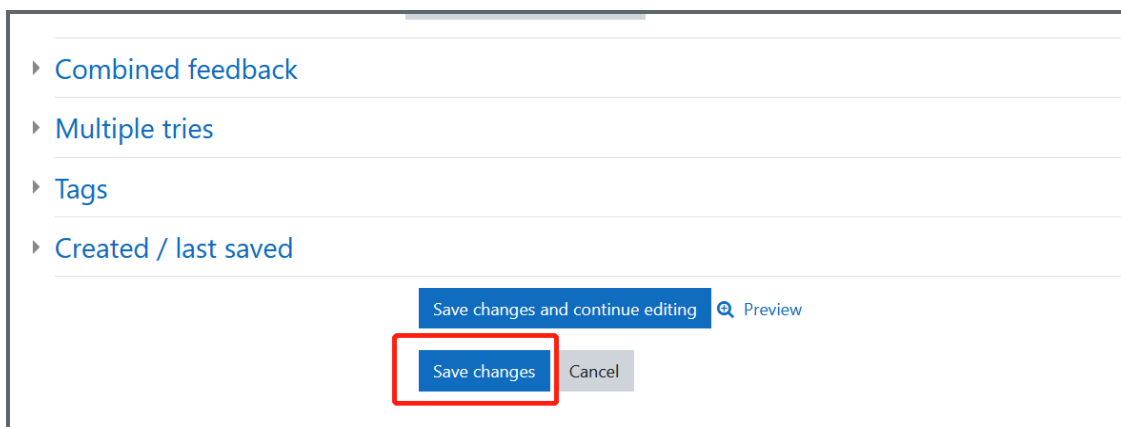 Combined feedback
Multiple tries
Tags
Created / last saved
Save changes and continue editing Preview
Save changes Cancel